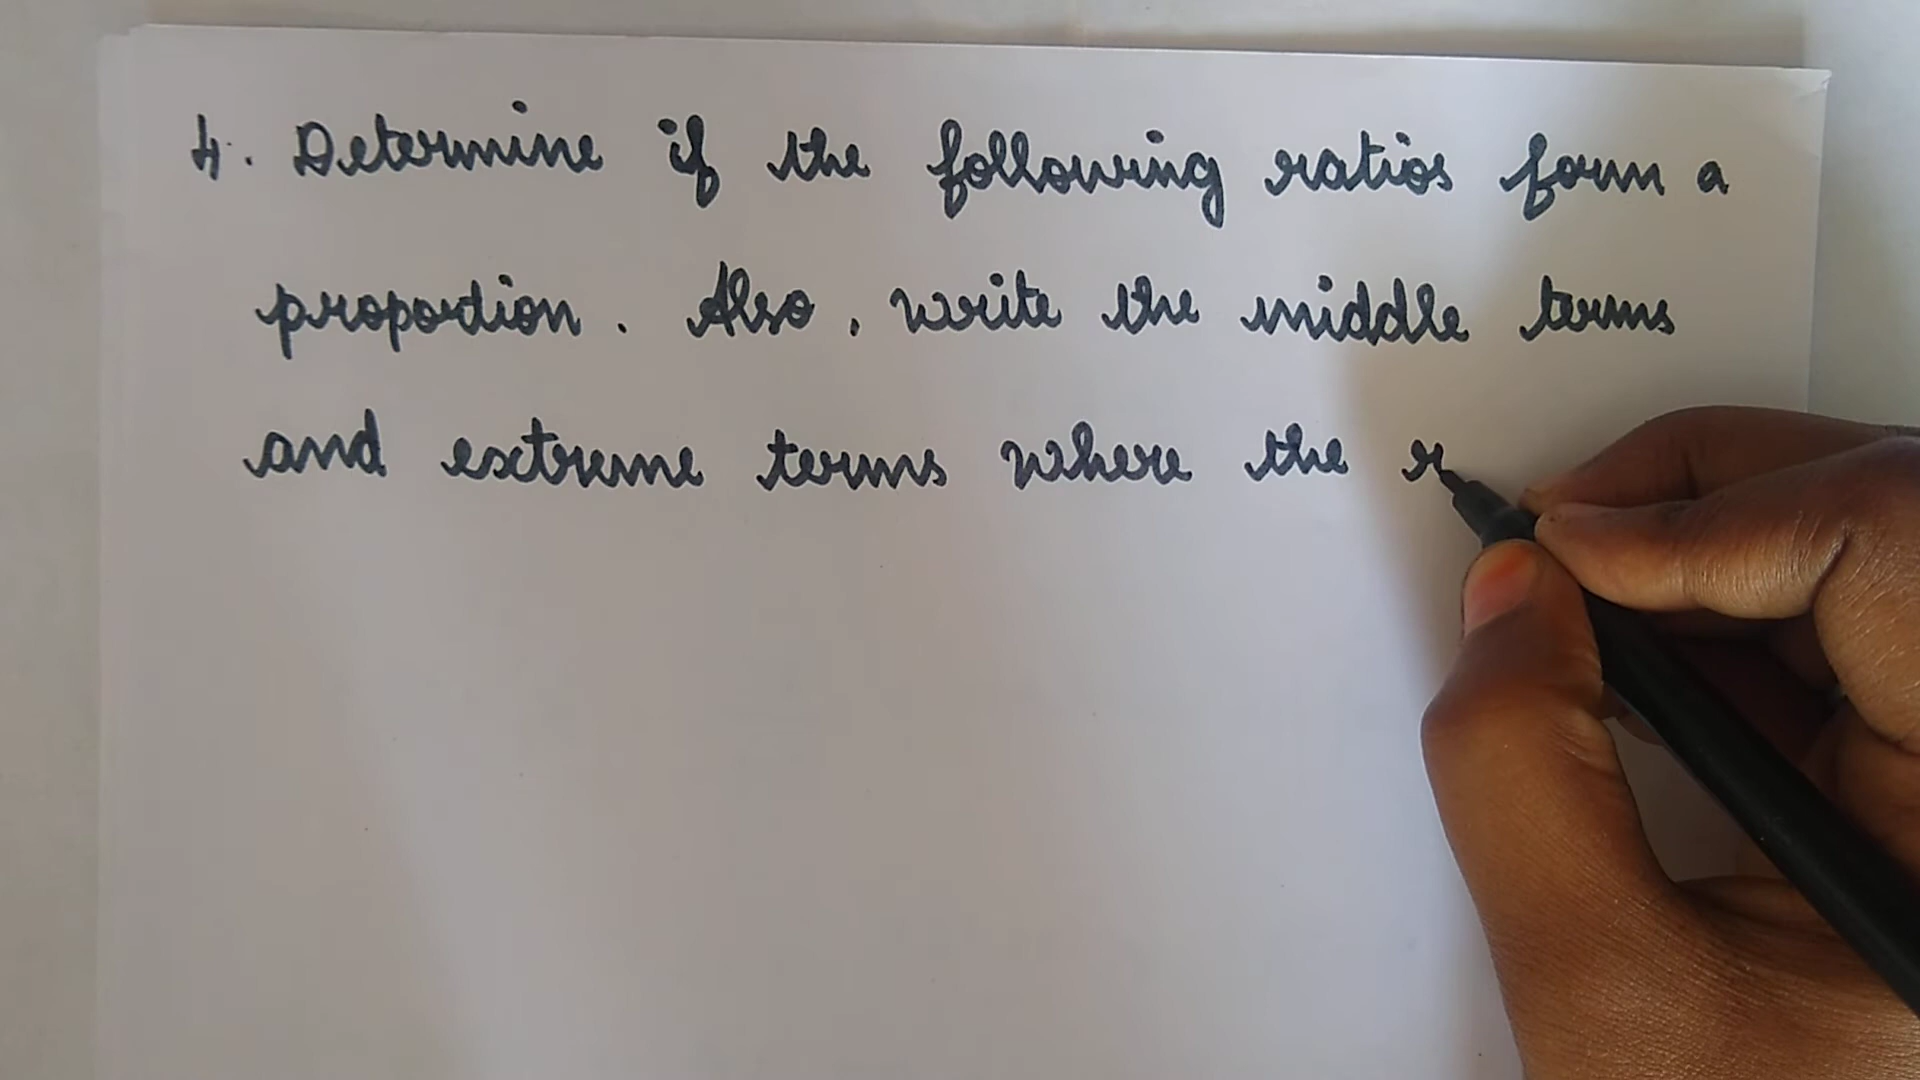 4. Determine if the following ratios form a
proportion. Also, write the middle terms
and extreme terms where the r